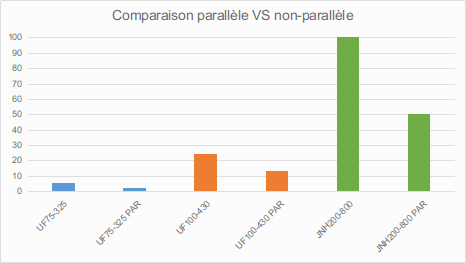 Comparaison parallèle VS non-parallèle
100
90
80
70
60
50
40
30
20
10
0
UF75-325
UF75-325 PAR
UF100-430
UF100-430 PAR
JNH200-800
JNH200-800 PAR